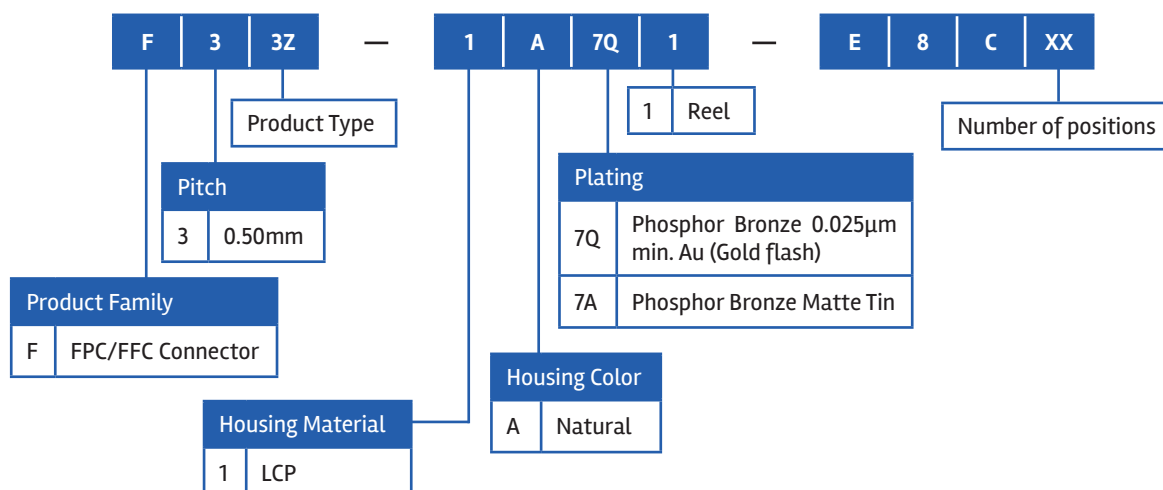 F 3 3Z — 1 A 7Q 1 — E 8 C XX
Product Type
1 Reel
Number of positions
Pitch
3 0.50mm
Plating
7Q Phosphor Bronze 0.025µm
min. Au (Gold flash)
7A Phosphor Bronze Matte Tin
Product Family
F FPC/FFC Connector
Housing Color
A Natural
Housing Material
1 LCP